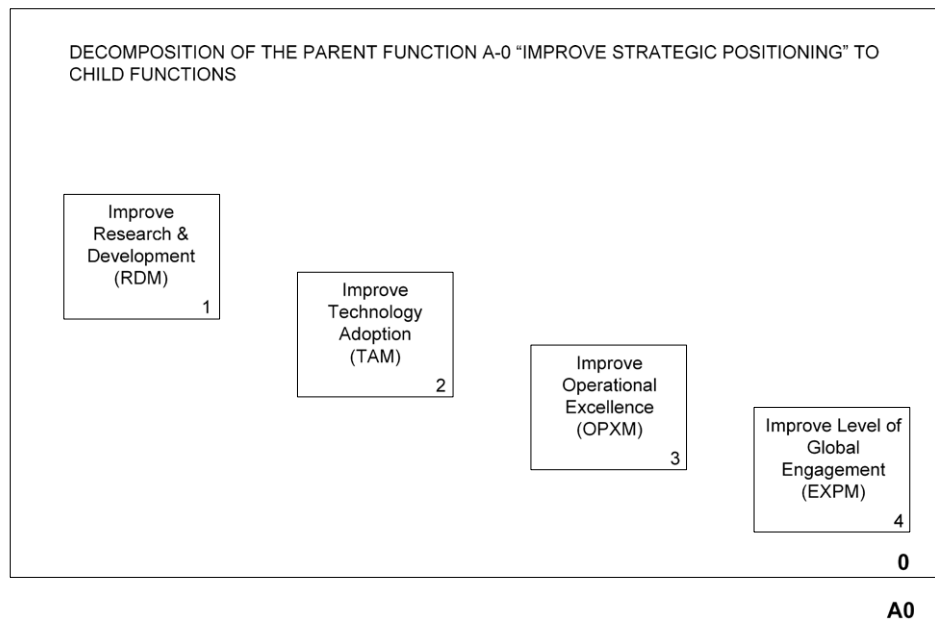 DECOMPOSITION OF THE PARENT FUNCTION A-0 “IMPROVE STRATEGIC POSITIONING” TO
CHILD FUNCTIONS
Improve
Research &
Development
(RDM)
1
Improve
Technology
Adoption
(TAM)
2
Improve
Operational
Excellence
(OPXM)
3
Improve Level of
Global
Engagement
(EXPM)
4
0
A0